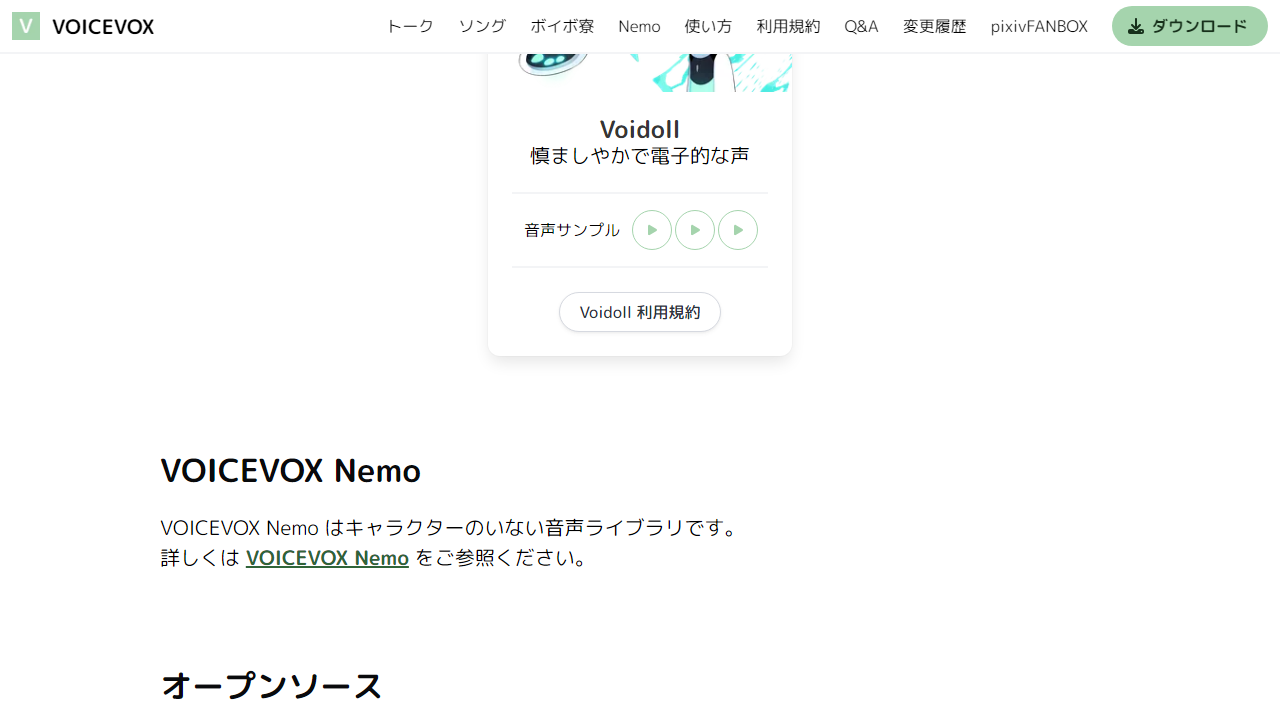 V VOICEVOX トーク ソング ボイボ寮 Nemo 使い方 利用規約 Q&A 変更履歴 pixivFANBOX ダウンロード
Voidoll
慎ましやかで電子的な声
音声サンプル
Voidoll 利用規約
VOICEVOX Nemo
VOICEVOX Nemo はキャラクターのいない音声ライブラリです。
詳しくは VOICEVOX Nemo をご参照ください。
オープンソース